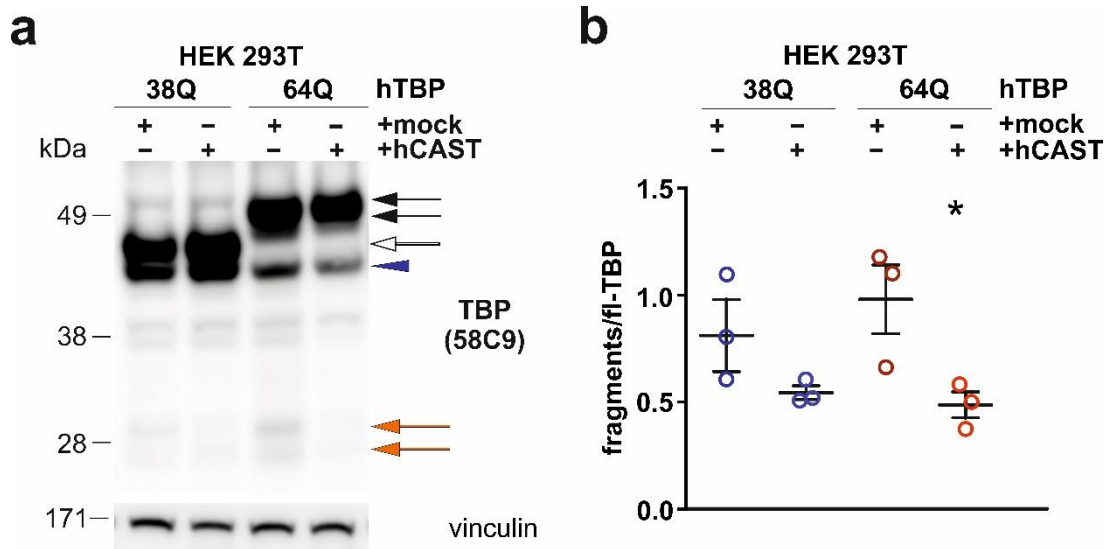 a
HEK 293T
38Q 64Q hTBP
+ – + – +mock
– + – + +hCAST
kDa
49
38
28
171
TBP
(58C9)
vinculin
b
HEK 293T
38Q 64Q hTBP
+ – + – +mock
– + – + +hCAST
fragments/fl-TBP
1.5
1.0
0.5
0.0
*